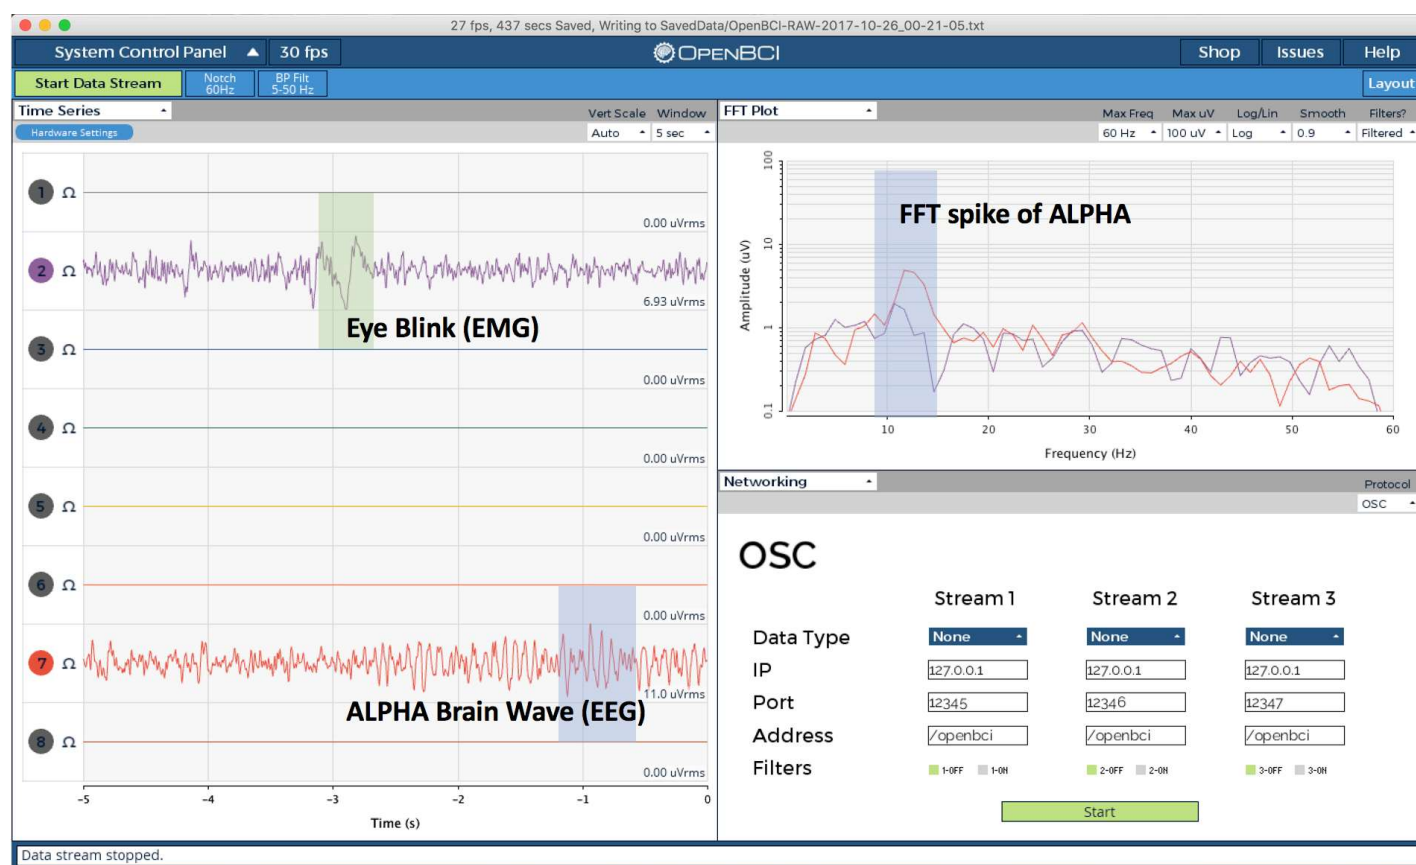 27 fps, 437 secs Saved, Writing to SavedData/OpenBCI-RAW-2017-10-26_00-21-05.txt
System Control Panel 30 fps OPENBCI Shop Issues Help
Start Data Stream Notch 60Hz BP Filt 5-50 Hz Layout
Time Series Vert Scale Window
Hardware Settings Auto 5 sec
1 Ω
0.00 uVrms
2 Ω
6.93 uVrms
Eye Blink (EMG)
3 Ω
0.00 uVrms
4 Ω
0.00 uVrms
5 Ω
0.00 uVrms
6 Ω
0.00 uVrms
7 Ω
11.0 uVrms
ALPHA Brain Wave (EEG)
8 Ω
0.00 uVrms
-5 -4 -3 -2 -1 0
Time (s)
FFT Plot Max Freq Max uV Log/Lin Smooth Filters?
60 Hz 100 uV Log 0.9 Filtered
FFT spike of ALPHA
100
10
1
0.1
Amplitude (uV)
10 20 30 40 50 60
Frequency (Hz)
Networking Protocol
OSC
OSC
Stream 1 Stream 2 Stream 3
Data Type None None None
IP 127.0.0.1 127.0.0.1 127.0.0.1
Port 12345 12346 12347
Address /openbci /openbci /openbci
Filters 1-OFF 1-ON 2-OFF 2-ON 3-OFF 3-ON
Start
Data stream stopped.